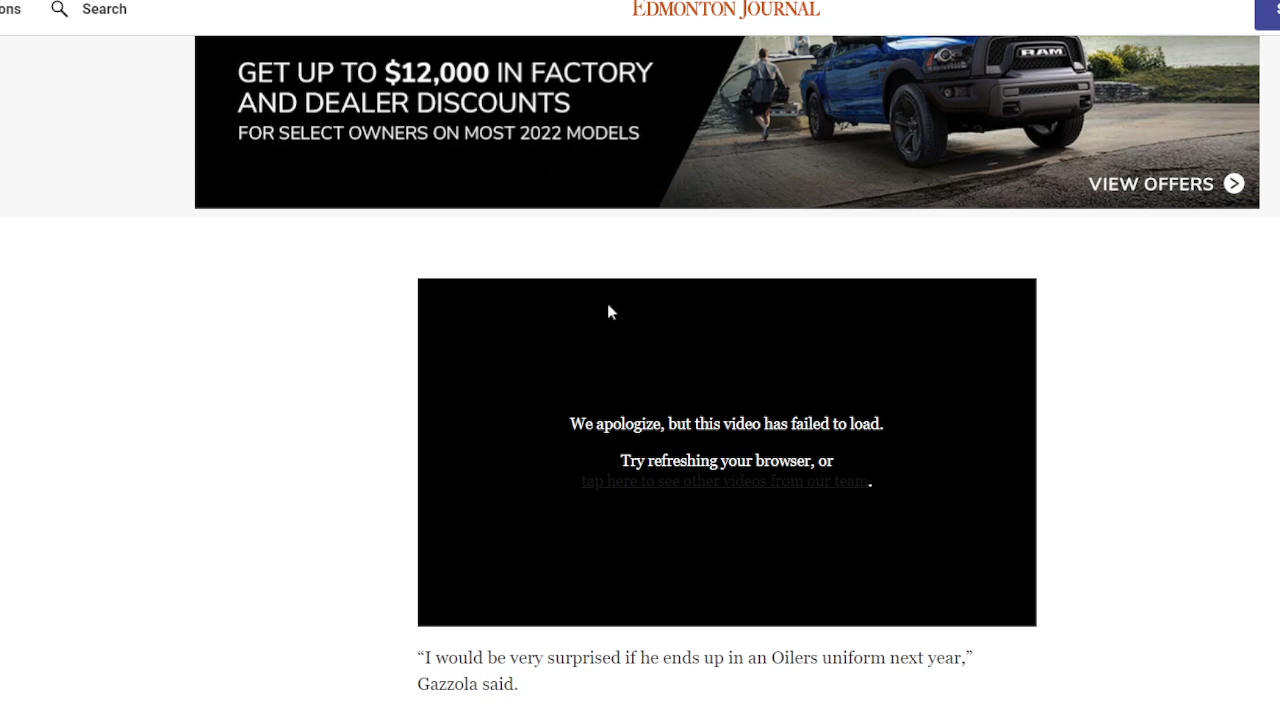 ons
Search
EDMONTON JOURNAL
S
GET UP TO $12,000 IN FACTORY
AND DEALER DISCOUNTS
FOR SELECT OWNERS ON MOST 2022 MODELS
RAM
VIEW OFFERS
We apologize, but this video has failed to load.
Try refreshing your browser, or
tap here to see other videos from our team.
“I would be very surprised if he ends up in an Oilers uniform next year,”
Gazzola said.